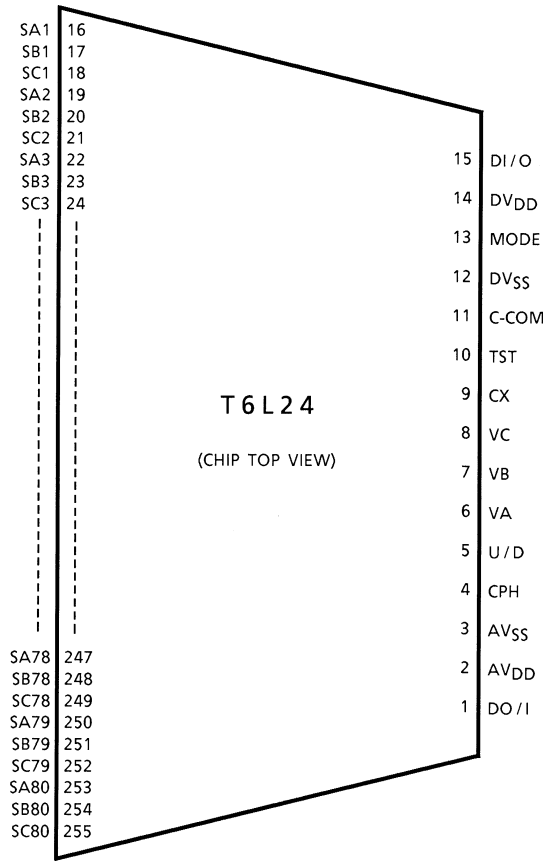 SA1 16
SB1 17
SC1 18
SA2 19
SB2 20
SC2 21
SA3 22
SB3 23
SC3 24
15 DI/O
14 DVDD
13 MODE
12 DVSS
11 C-COM
10 TST
9 CX
8 VC
7 VB
6 VA
5 U/D
4 CPH
3 AVSS
2 AVDD
1 DO/I
T6L24
(CHIP TOP VIEW)
SA78 247
SB78 248
SC78 249
SA79 250
SB79 251
SC79 252
SA80 253
SB80 254
SC80 255